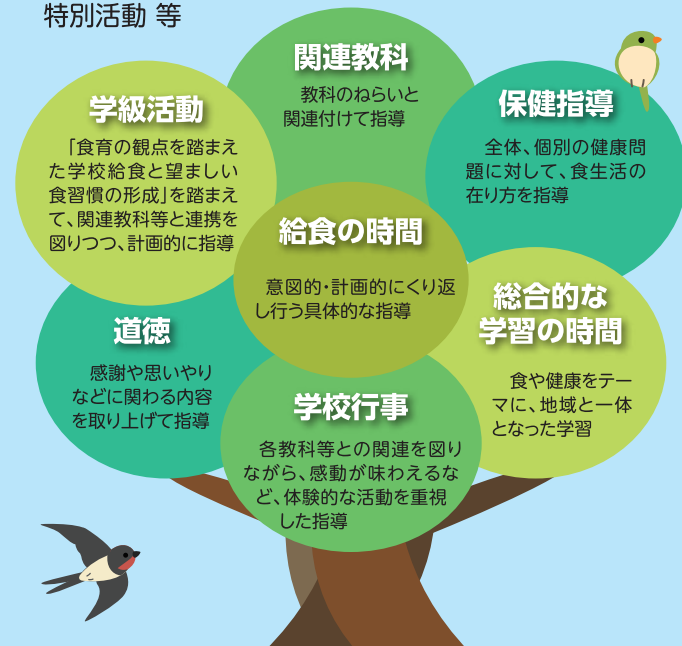 特別活動 等
関連教科
教科のねらいと
関連付けて指導
学級活動
「食育の観点を踏まえ
た学校給食と望ましい
食習慣の形成」を踏まえ
て、関連教科等と連携を
図りつつ、計画的に指導
保健指導
全体、個別の健康問
題に対して、食生活の
在り方を指導
給食の時間
意図的・計画的にくり返
し行う具体的な指導
道徳
感謝や思いやり
などに関わる内容
を取り上げて指導
総合的な
学習の時間
食や健康をテー
マに、地域と一体
となった学習
学校行事
各教科等との関連を図り
ながら、感動が味わえるな
ど、体験的な活動を重視
した指導